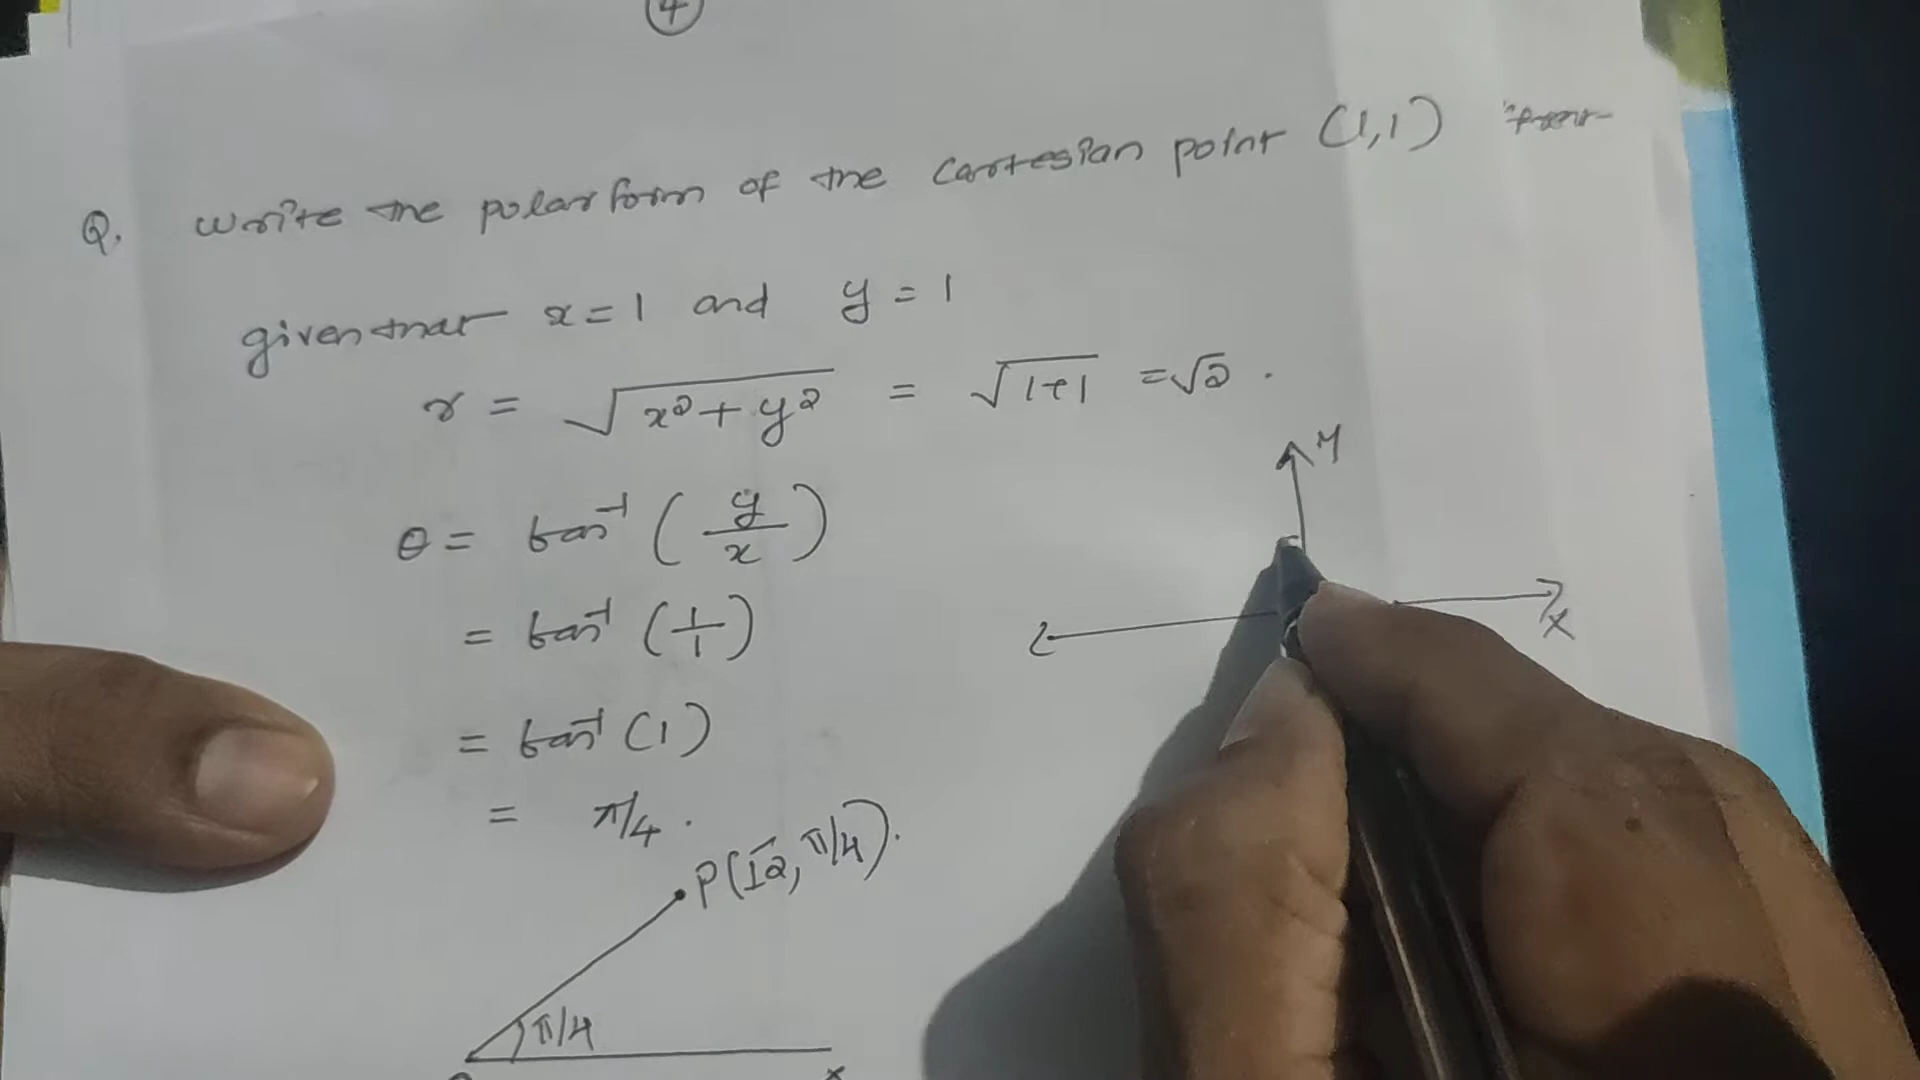 4
Q. write the polar form of the cartesian point (1,1)
given that x=1 and y=1
r = √x²+y² = √1+1 =√2 .
θ = tan⁻¹ (y/x)
= tan⁻¹ (1/1)
= tan⁻¹ (1)
= π/4 .
P(√2, π/4).
π/4
x
Y
X